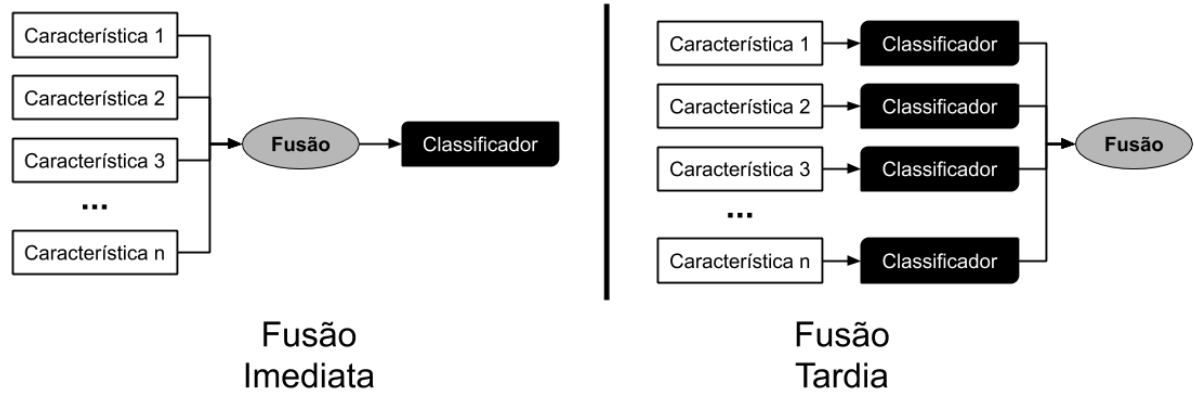 Característica 1
Característica 2
Característica 3
...
Característica n
Fusão
Classificador
Fusão
Imediata
Característica 1
Classificador
Característica 2
Classificador
Característica 3
Classificador
...
Característica n
Classificador
Fusão
Fusão
Tardia